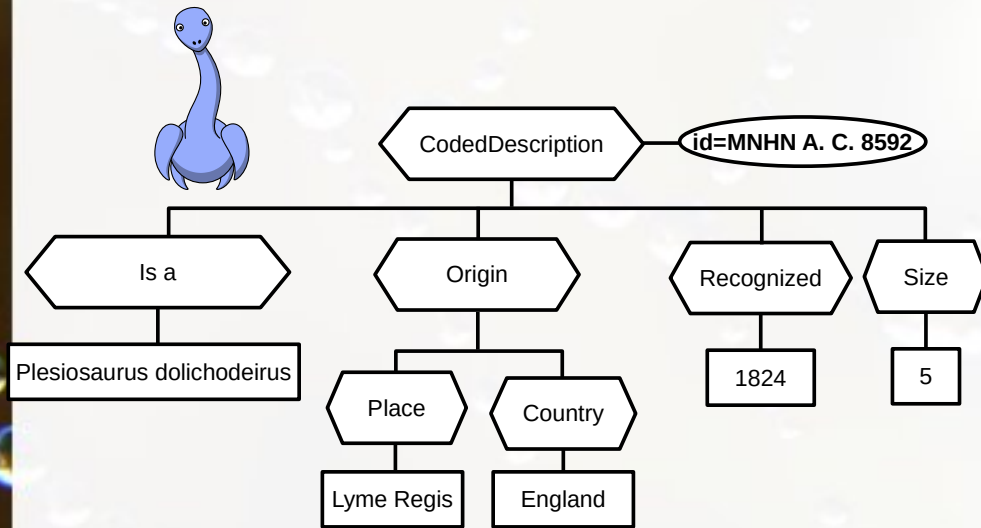 CodedDescription
id=MNHN A. C. 8592
Is a
Origin
Recognized
Size
Plesiosaurus dolichodeirus
Place
Country
1824
5
Lyme Regis
England